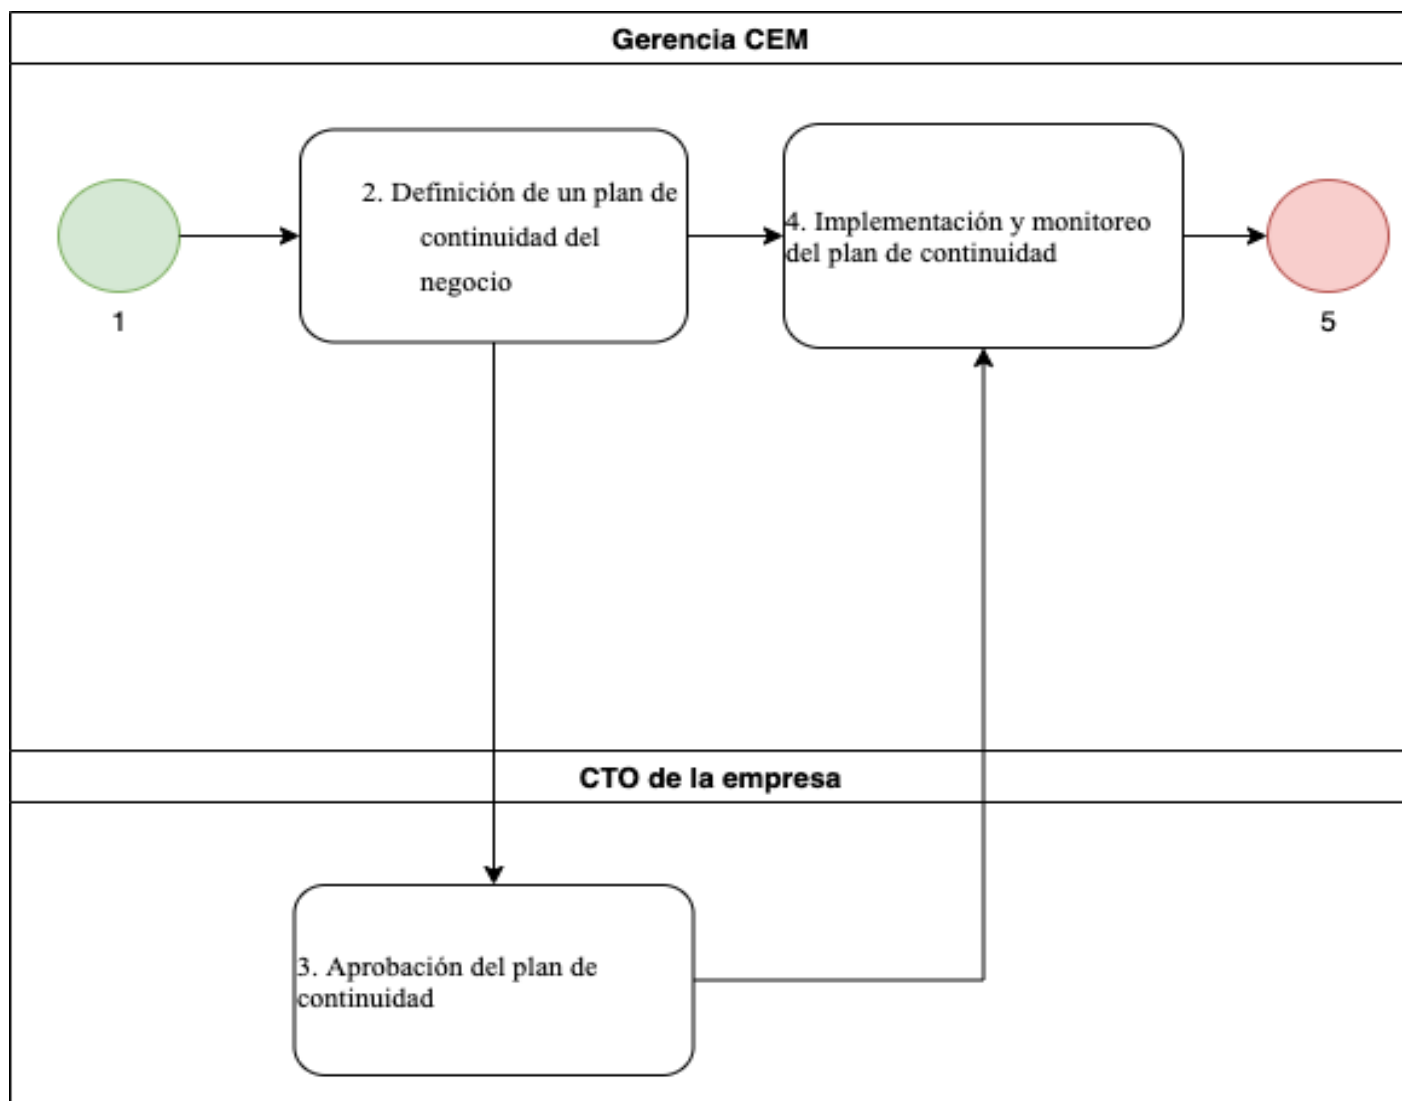 Gerencia CEM
2. Definición de un plan de
continuidad del
negocio
4. Implementación y monitoreo
del plan de continuidad
1
5
CTO de la empresa
3. Aprobación del plan de
continuidad